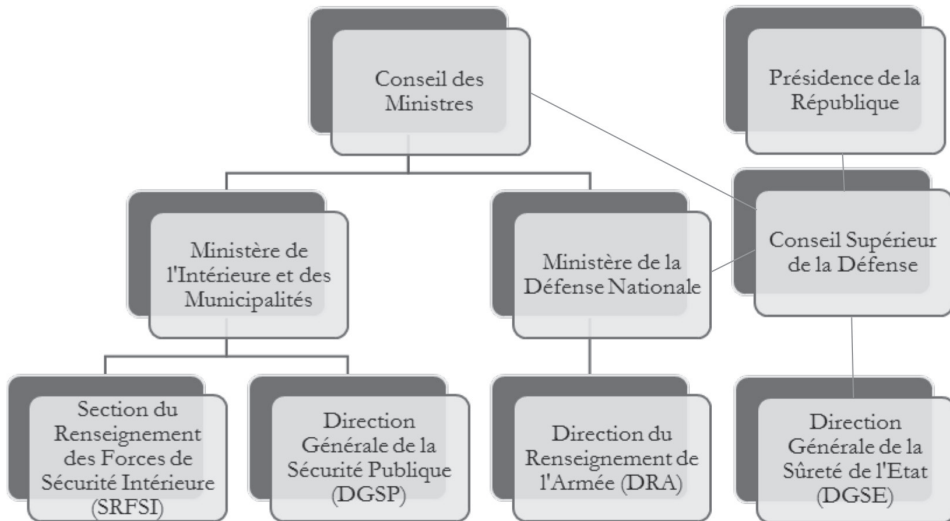 Conseil des
Ministres
Présidence de la
République
Ministère de
l'Intérieure et des
Municipalités
Ministère de la
Défense Nationale
Conseil Supérieur
de la Défense
Section du
Renseignement
des Forces de
Sécurité Intérieure
(SRFSI)
Direction
Générale de la
Sécurité Publique
(DGSP)
Direction du
Renseignement de
l'Armée (DRA)
Direction
Générale de la
Sûreté de l'Etat
(DGSE)